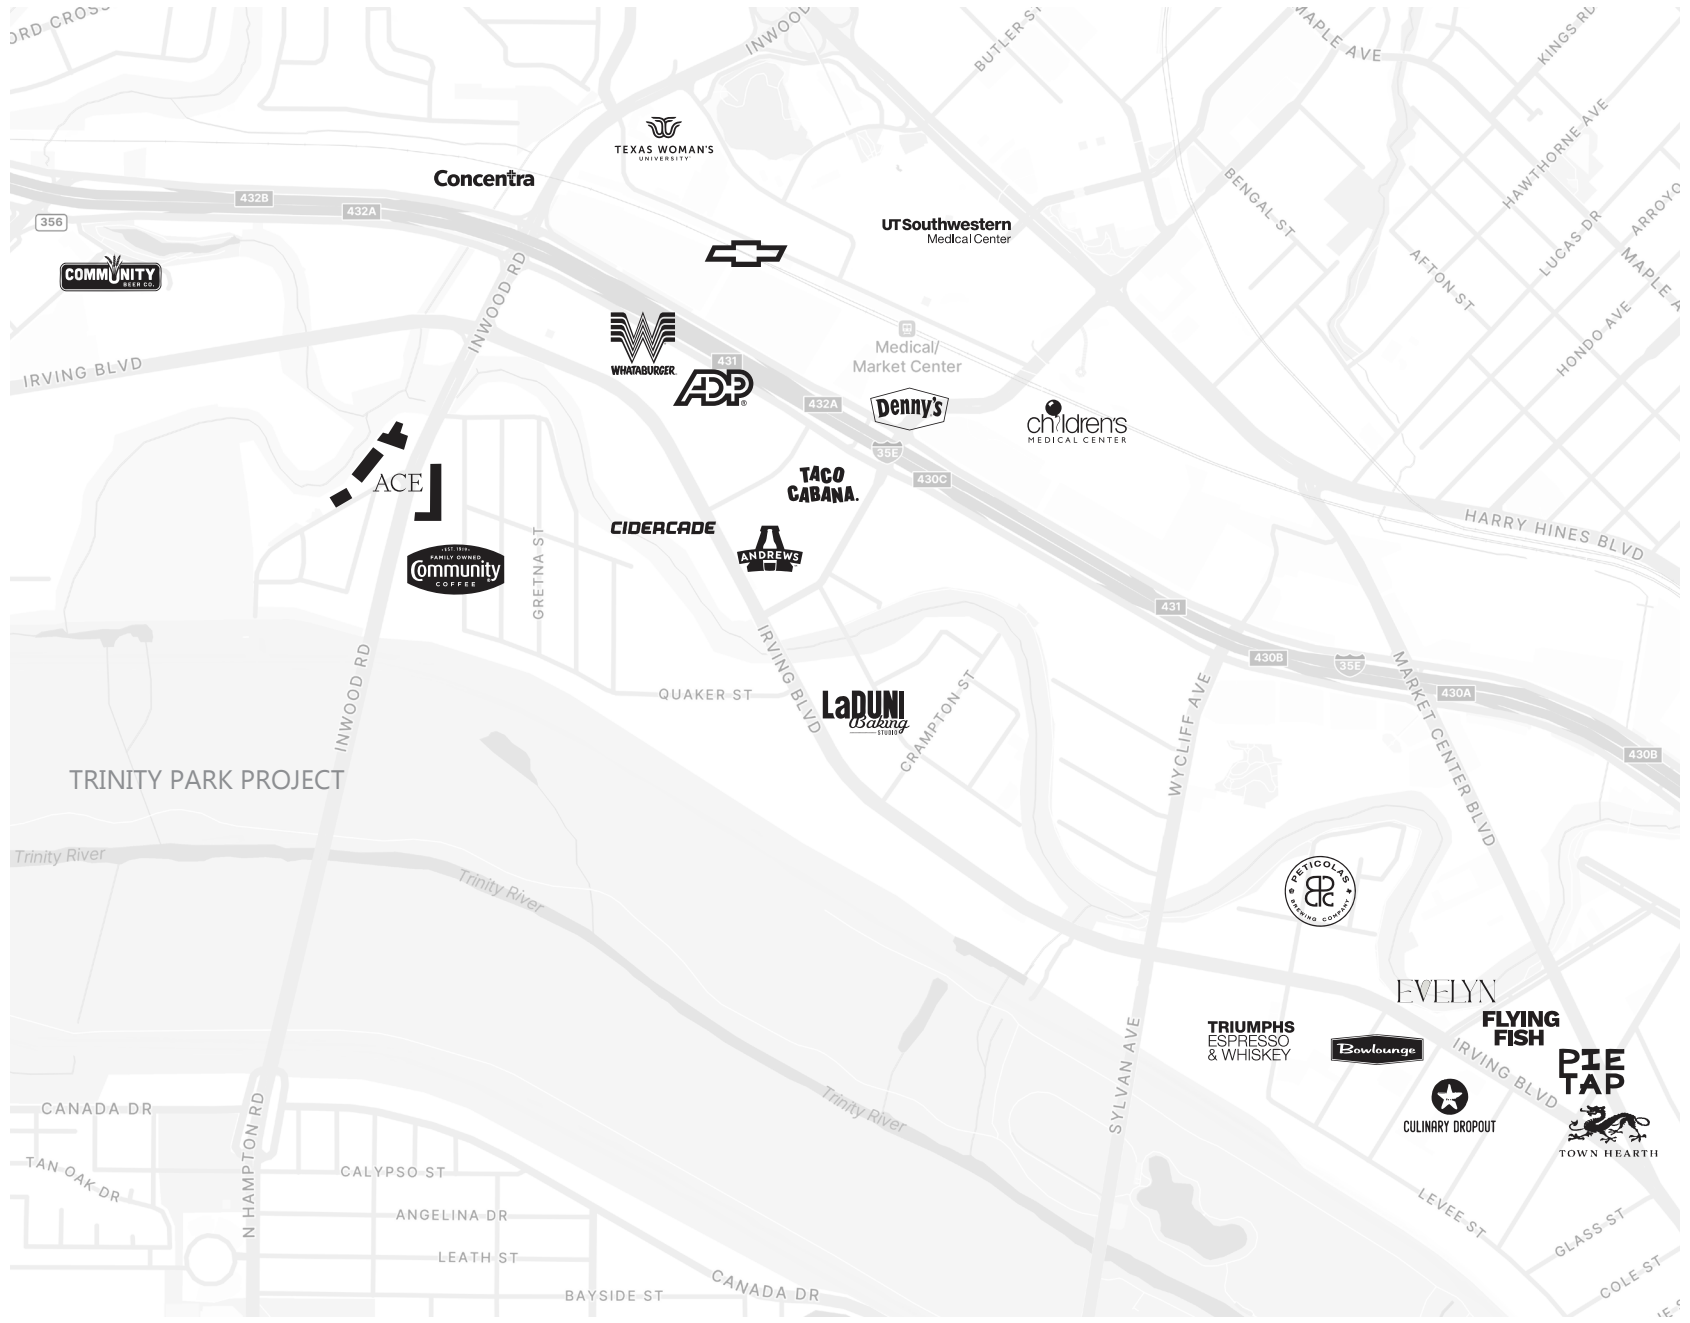 INWOOD
BUTLER ST
MAPLE AVE
KINGS RD
TEXAS WOMAN'S
UNIVERSITY
Concentra
432B
432A
356
HAWTHORNE AVE
BENGAL ST
LUCAS DR
ARROYO
MAPLE A
AFTON ST
HONDO AVE
UTSouthwestern
Medical Center
COMMUNITY
BEER CO.
INWOOD RD
IRVING BLVD
WHATABURGER
431
ADP
Medical/
Market Center
432A
Denny's
35E
430C
children's
MEDICAL CENTER
ACE
TACO
CABANA.
CIDERCADE
ANDREWS
HARRY HINES BLVD
GRETNA ST
EST. 1919
FAMILY OWNED
Community
COFFEE
431
430B
35E
430A
430B
INWOOD RD
QUAKER ST
IRVING BLVD
LaDUNI
Baking
STUDIO
CRAMPTON ST
WYCLIFF AVE
MARKET CENTER BLVD
TRINITY PARK PROJECT
Trinity River
Trinity River
PETICOLAS
BREWING COMPANY
EVELYN
FLYING
FISH
TRIUMPHS
ESPRESSO
& WHISKEY
Bowlounge
IRVING BLVD
PIE
TAP
SYLVAN AVE
Trinity River
CULINARY DROPOUT
TOWN HEARTH
CANADA DR
N HAMPTON RD
TAN OAK DR
CALYPSO ST
ANGELINA DR
LEATH ST
BAYSIDE ST
CANADA DR
LEVEE ST
GLASS ST
COLE ST